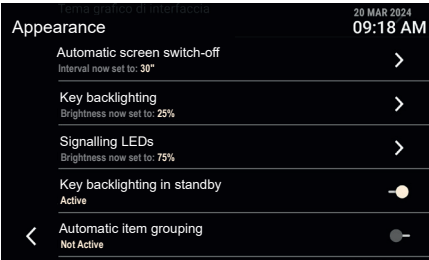 Tema grafico di interfaccia
20 MAR 2024
Appearance
09:18 AM
Automatic screen switch-off
Interval now set to: 30"
Key backlighting
Brightness now set to: 25%
Signalling LEDs
Brightness now set to: 75%
Key backlighting in standby
Active
Automatic item grouping
Not Active